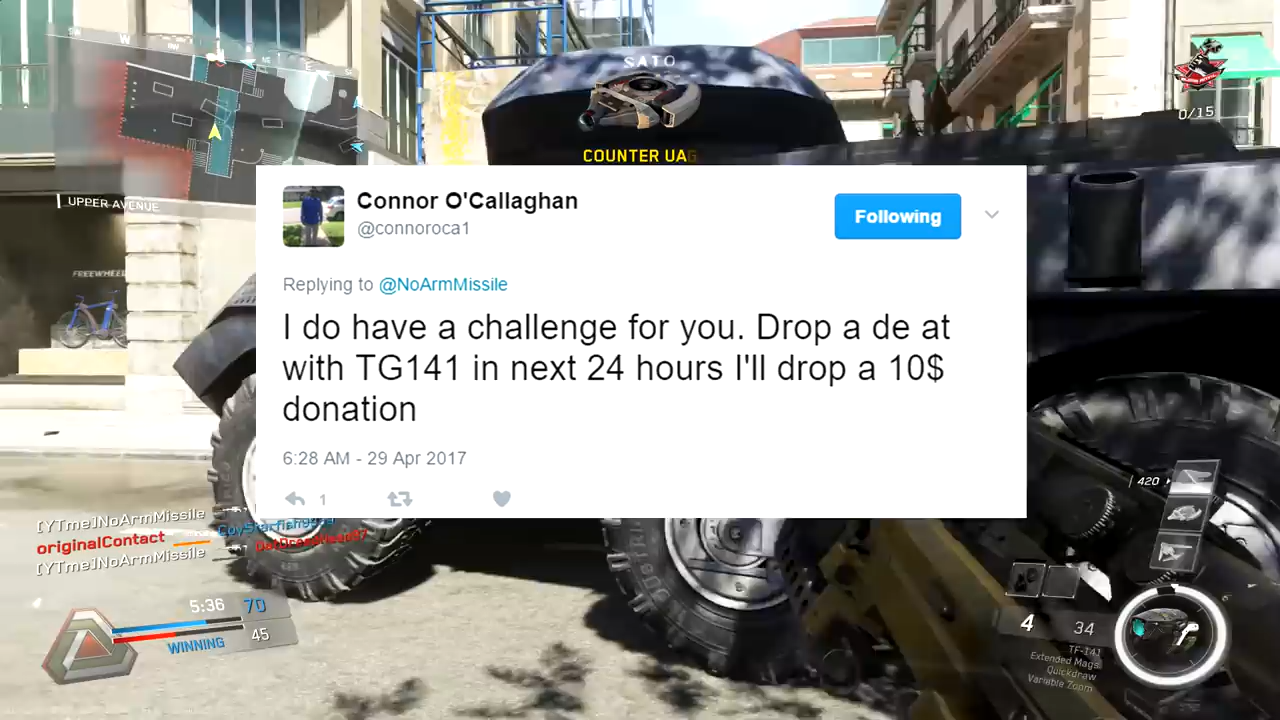 SW
W
SATO
0/15
COUNTER UAG
UPPER AVENUE
Connor O'Callaghan
@connoroca1
Following
Replying to @NoArmMissile
I do have a challenge for you. Drop a de at
with TG141 in next 24 hours I'll drop a 10$
donation
6:28 AM - 29 Apr 2017
1
FREEWHEEL
420
[YTme]NoArmMissile
originalContact
[YTme]NoArmMissile
5:36 70
WINNING 45
4 34
TF-141
Extended Mags
Quickdraw
Variable Zoom